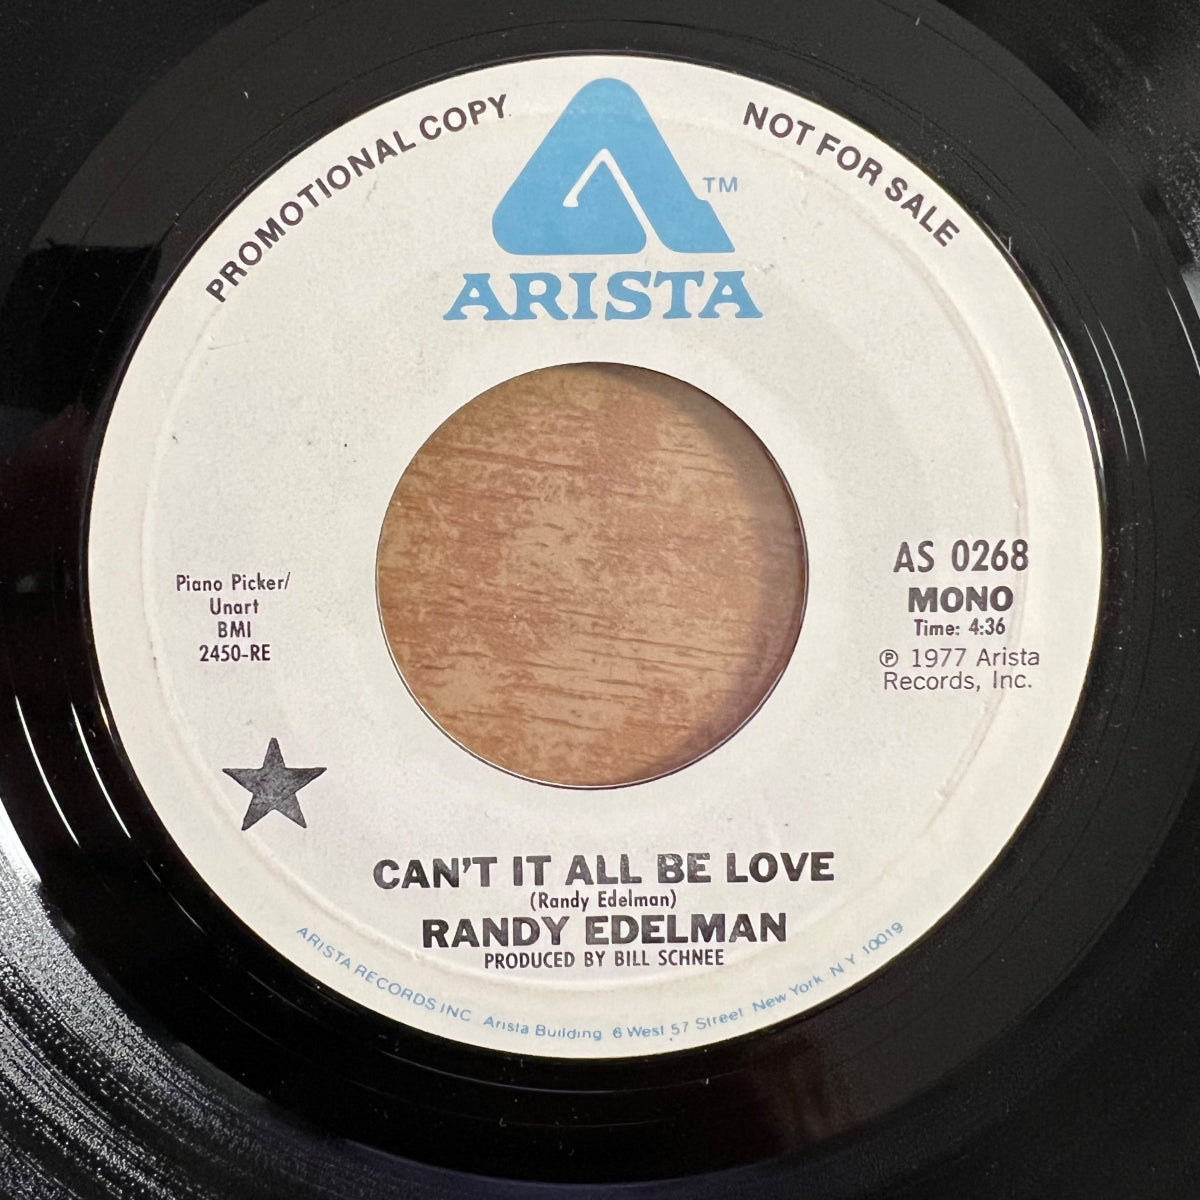 PROMOTIONAL COPY
NOT FOR SALE
TM
ARISTA
Piano Picker/
Unart
BMI
2450-RE
AS 0268
MONO
Time: 4:36
℗ 1977 Arista
Records, Inc.
CAN'T IT ALL BE LOVE
(Randy Edelman)
RANDY EDELMAN
PRODUCED BY BILL SCHNEE
ARISTA RECORDS INC Arista Building 6 West 57 Street New York N Y 10019